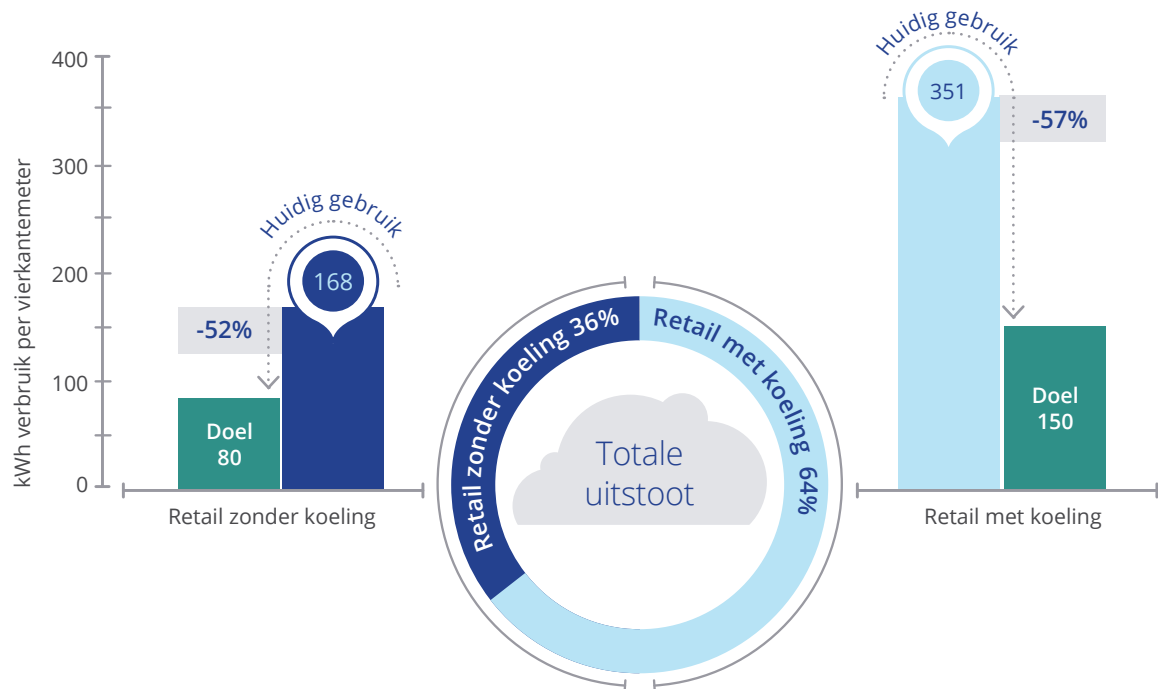 kWh verbruik per vierkantemeter
400
300
200
100
0
Huidig gebruik
168
-52%
Doel
80
Retail zonder koeling
Retail zonder koeling 36%
Retail met koeling 64%
Totale
uitstoot
Huidig gebruik
351
-57%
Doel
150
Retail met koeling